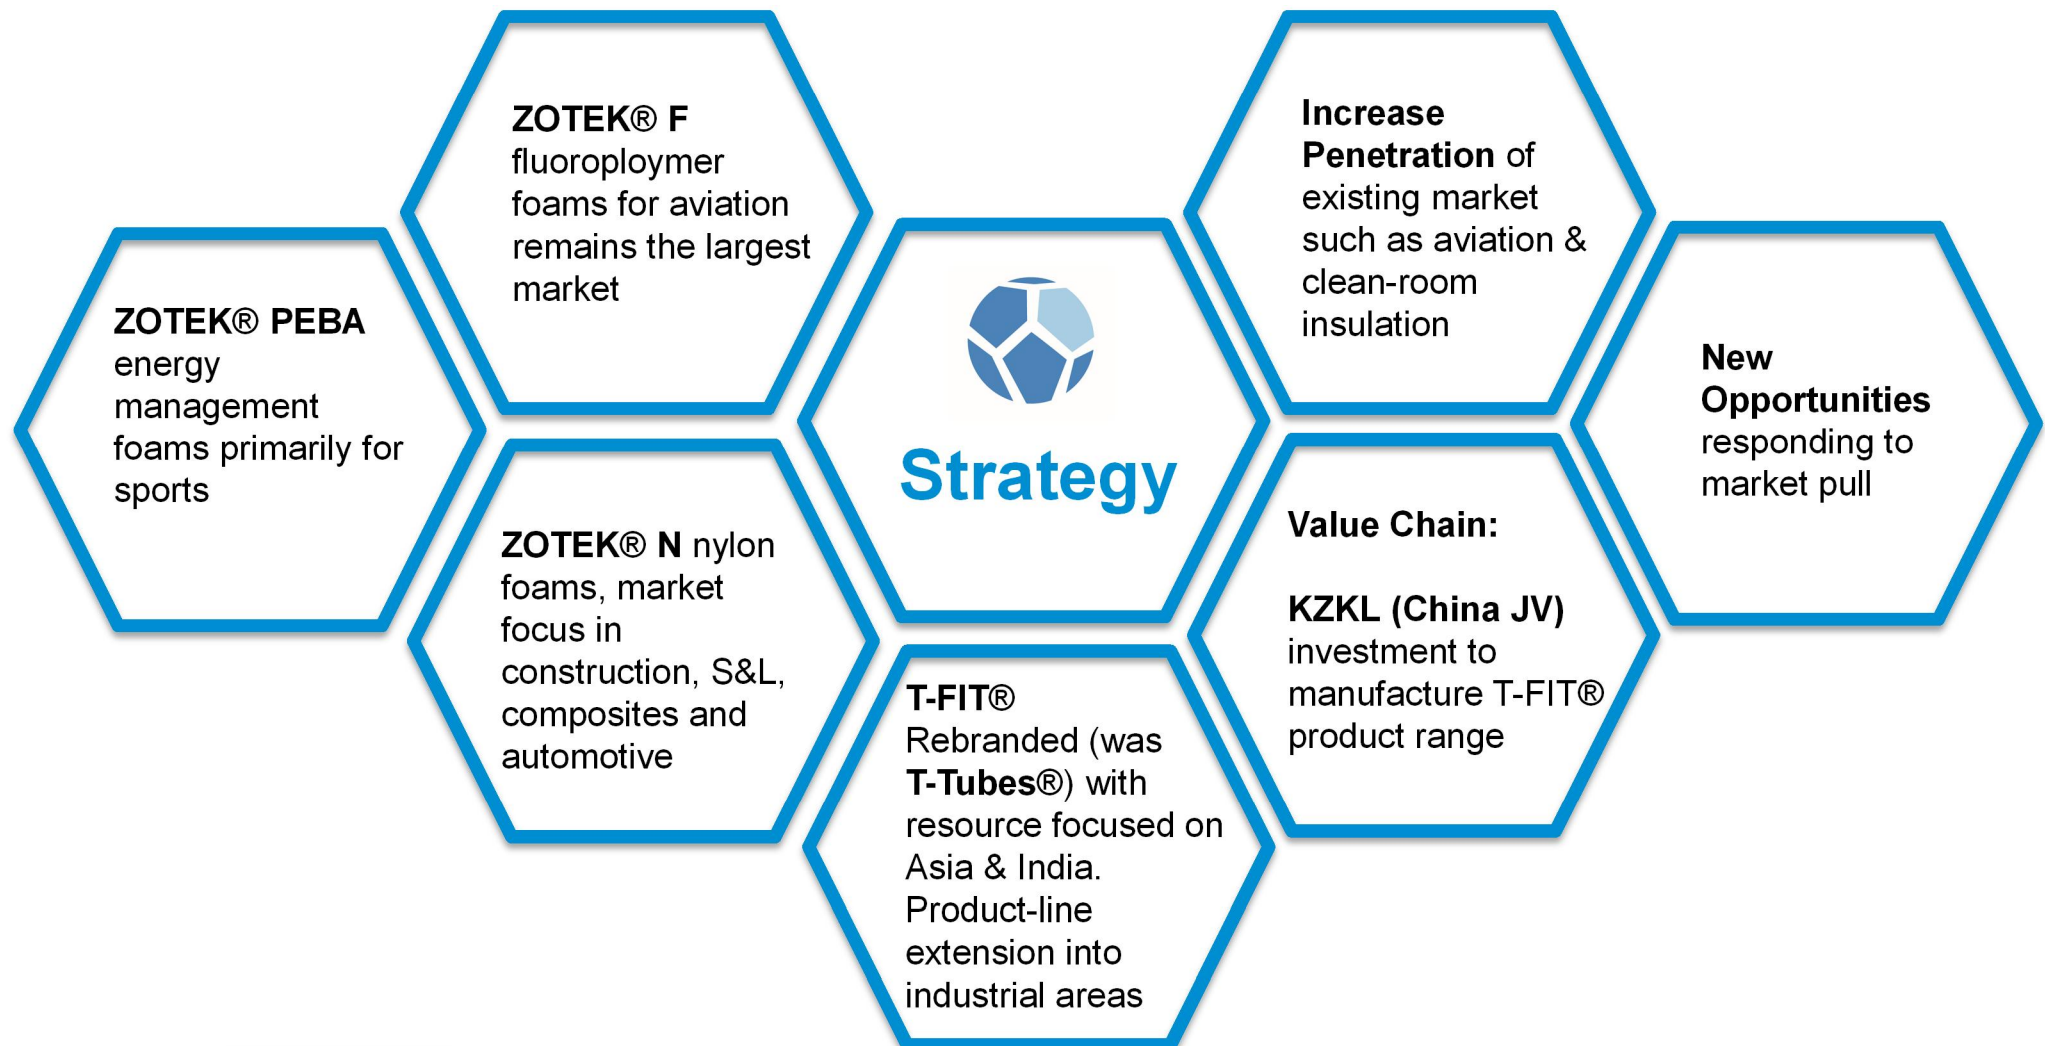 ZOTEK® PEBA
energy
management
foams primarily for
sports
ZOTEK® F
fluoroploymer
foams for aviation
remains the largest
market
ZOTEK® N nylon
foams, market
focus in
construction, S&L,
composites and
automotive
Strategy
T-FIT®
Rebranded (was
T-Tubes®) with
resource focused on
Asia & India.
Product-line
extension into
industrial areas
Increase
Penetration of
existing market
such as aviation &
clean-room
insulation
Value Chain:
KZKL (China JV)
investment to
manufacture T-FIT®
product range
New
Opportunities
responding to
market pull